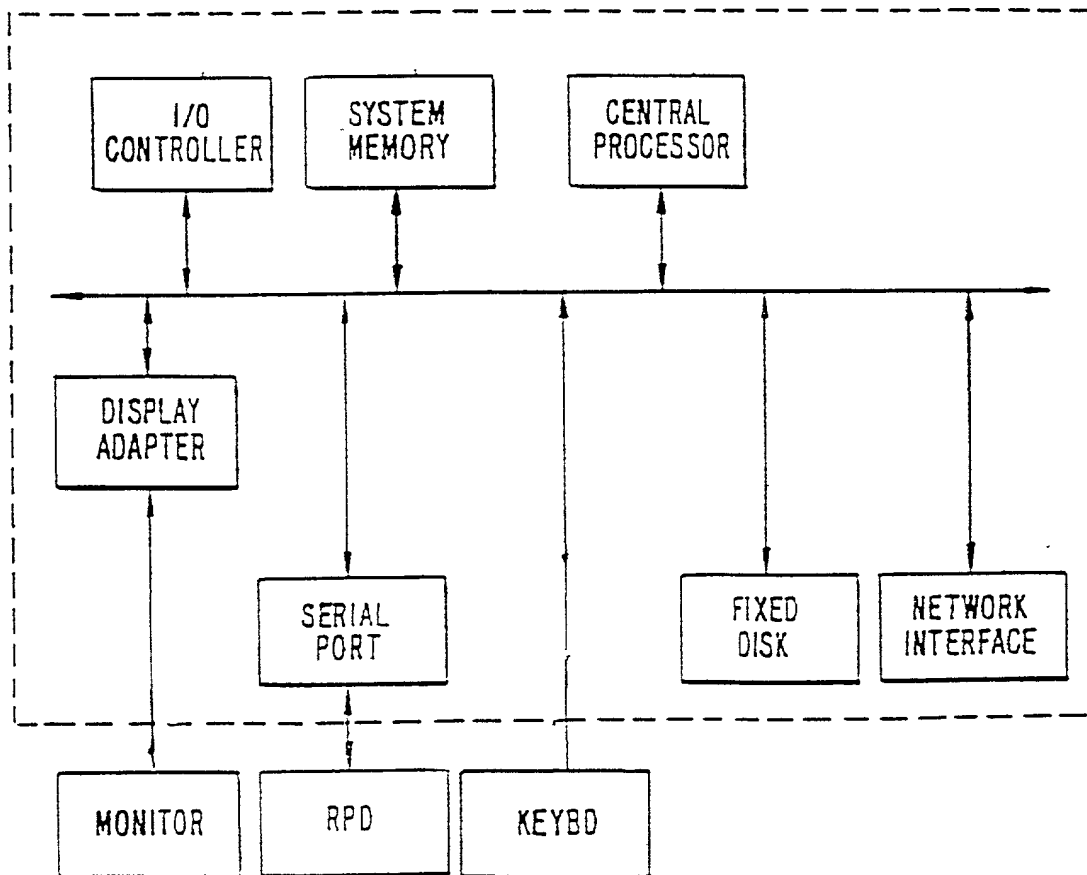 I/O
CONTROLLER
SYSTEM
MEMORY
CENTRAL
PROCESSOR
DISPLAY
ADAPTER
SERIAL
PORT
FIXED
DISK
NETWORK
INTERFACE
MONITOR
RPD
KEYBD